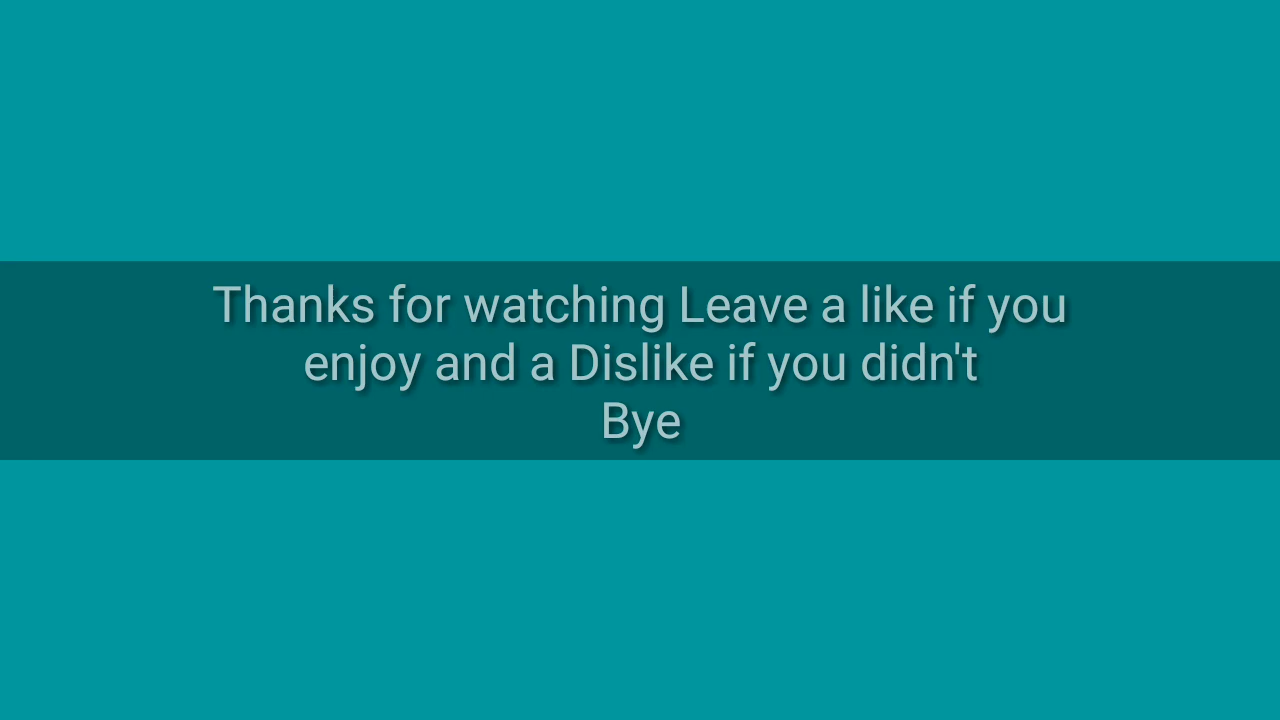 Thanks for watching Leave a like if you
enjoy and a Dislike if you didn't
Bye